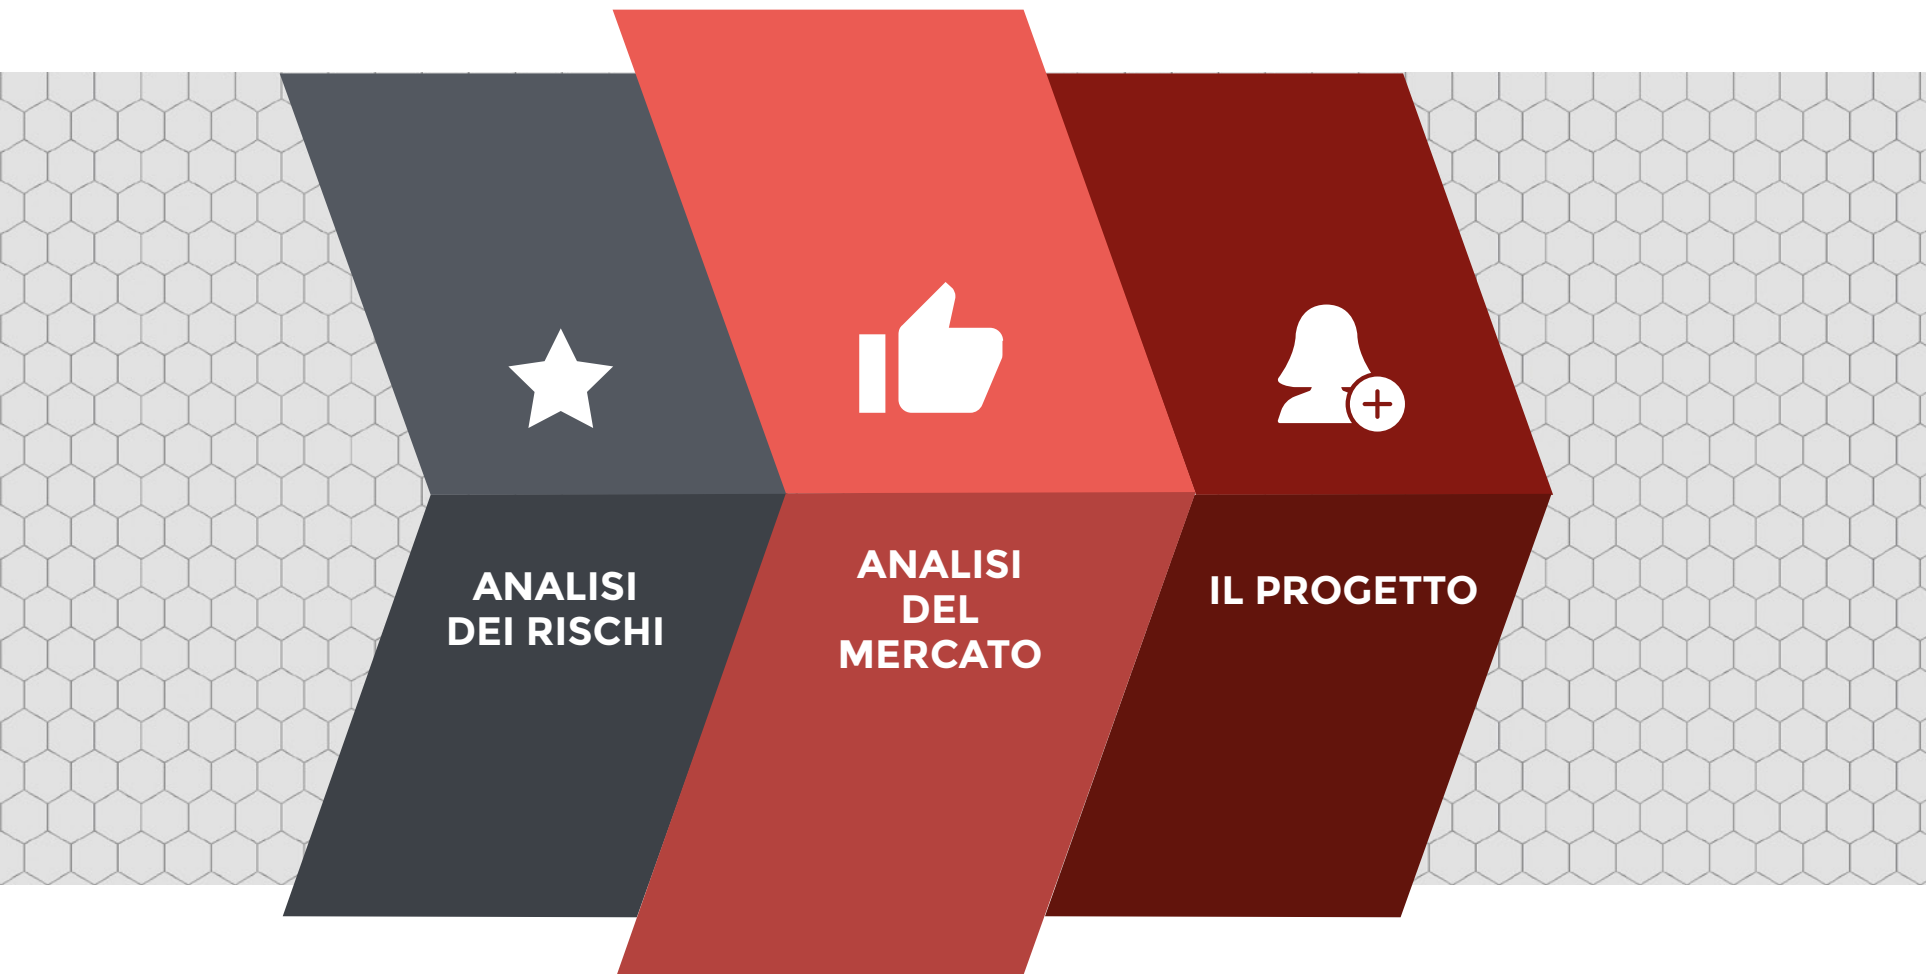 ANALISI
DEI RISCHI
ANALISI
DEL
MERCATO
IL PROGETTO